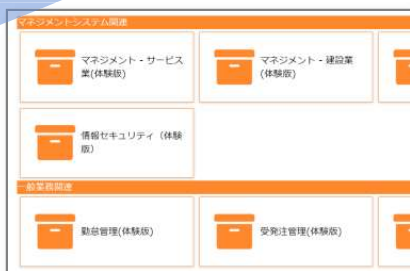 マネジメントシステム関連
マネジメント - サービス
業(体験版)
マネジメント - 建設業
(体験版)
情報セキュリティ（体験
版）
一般業務関連
勤怠管理(体験版)
受発注管理(体験版)